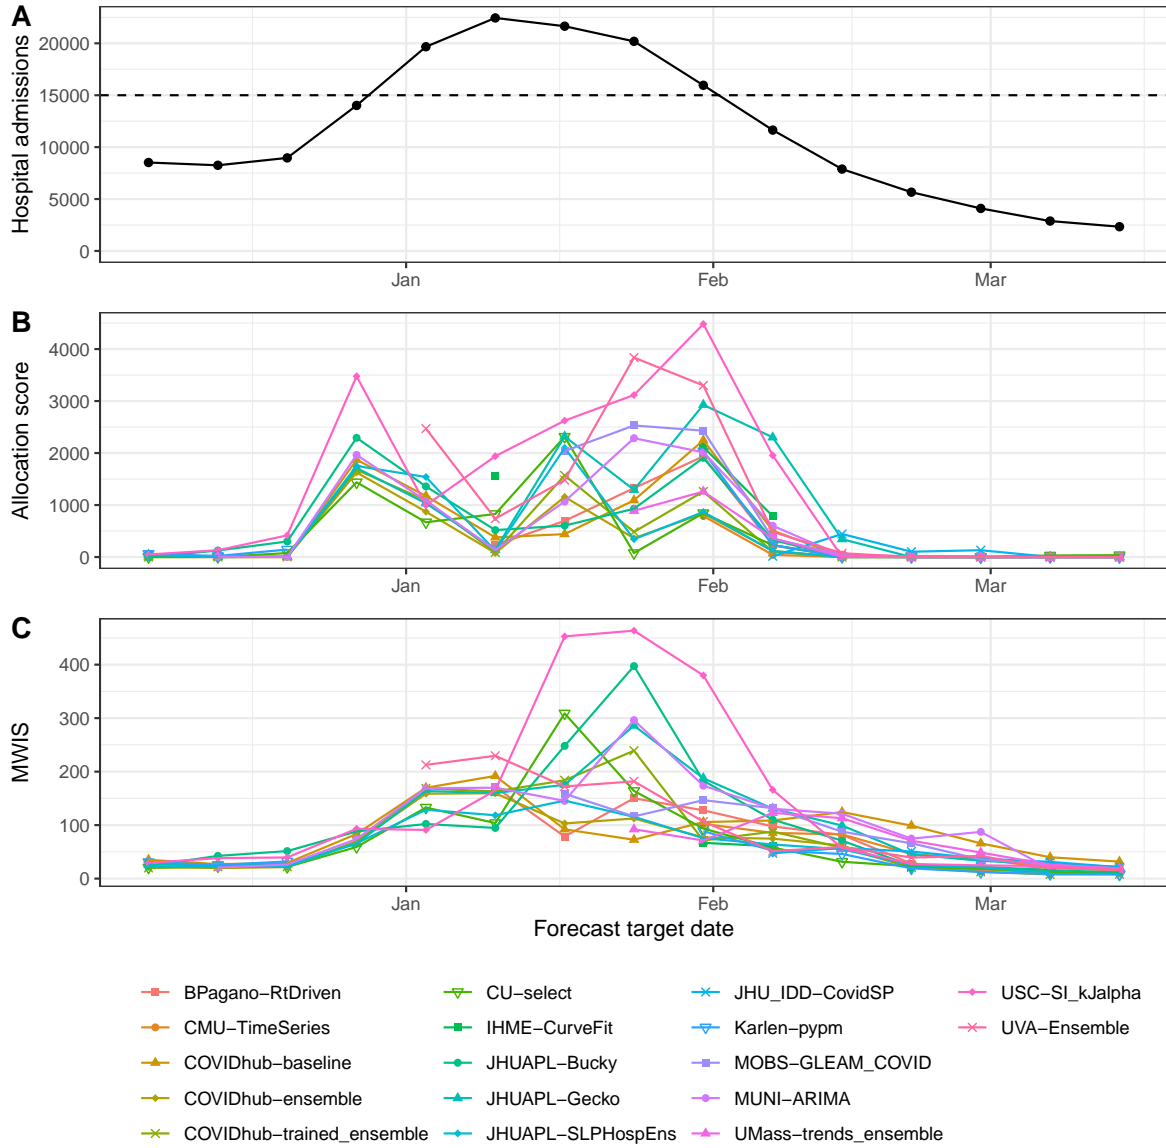 A
Hospital admissions
20000
15000
10000
5000
0
Jan
Feb
Mar
B
Allocation score
4000
3000
2000
1000
0
Jan
Feb
Mar
C
MWIS
400
300
200
100
0
Jan
Feb
Mar
Forecast target date
BPagano−RtDriven
CMU−TimeSeries
COVIDhub−baseline
COVIDhub−ensemble
COVIDhub−trained_ensemble
CU−select
IHME−CurveFit
JHUAPL−Bucky
JHUAPL−Gecko
JHUAPL−SLPHospEns
JHU_IDD−CovidSP
Karlen−pypm
MOBS−GLEAM_COVID
MUNI−ARIMA
UMass−trends_ensemble
USC−SI_kJalpha
UVA−Ensemble